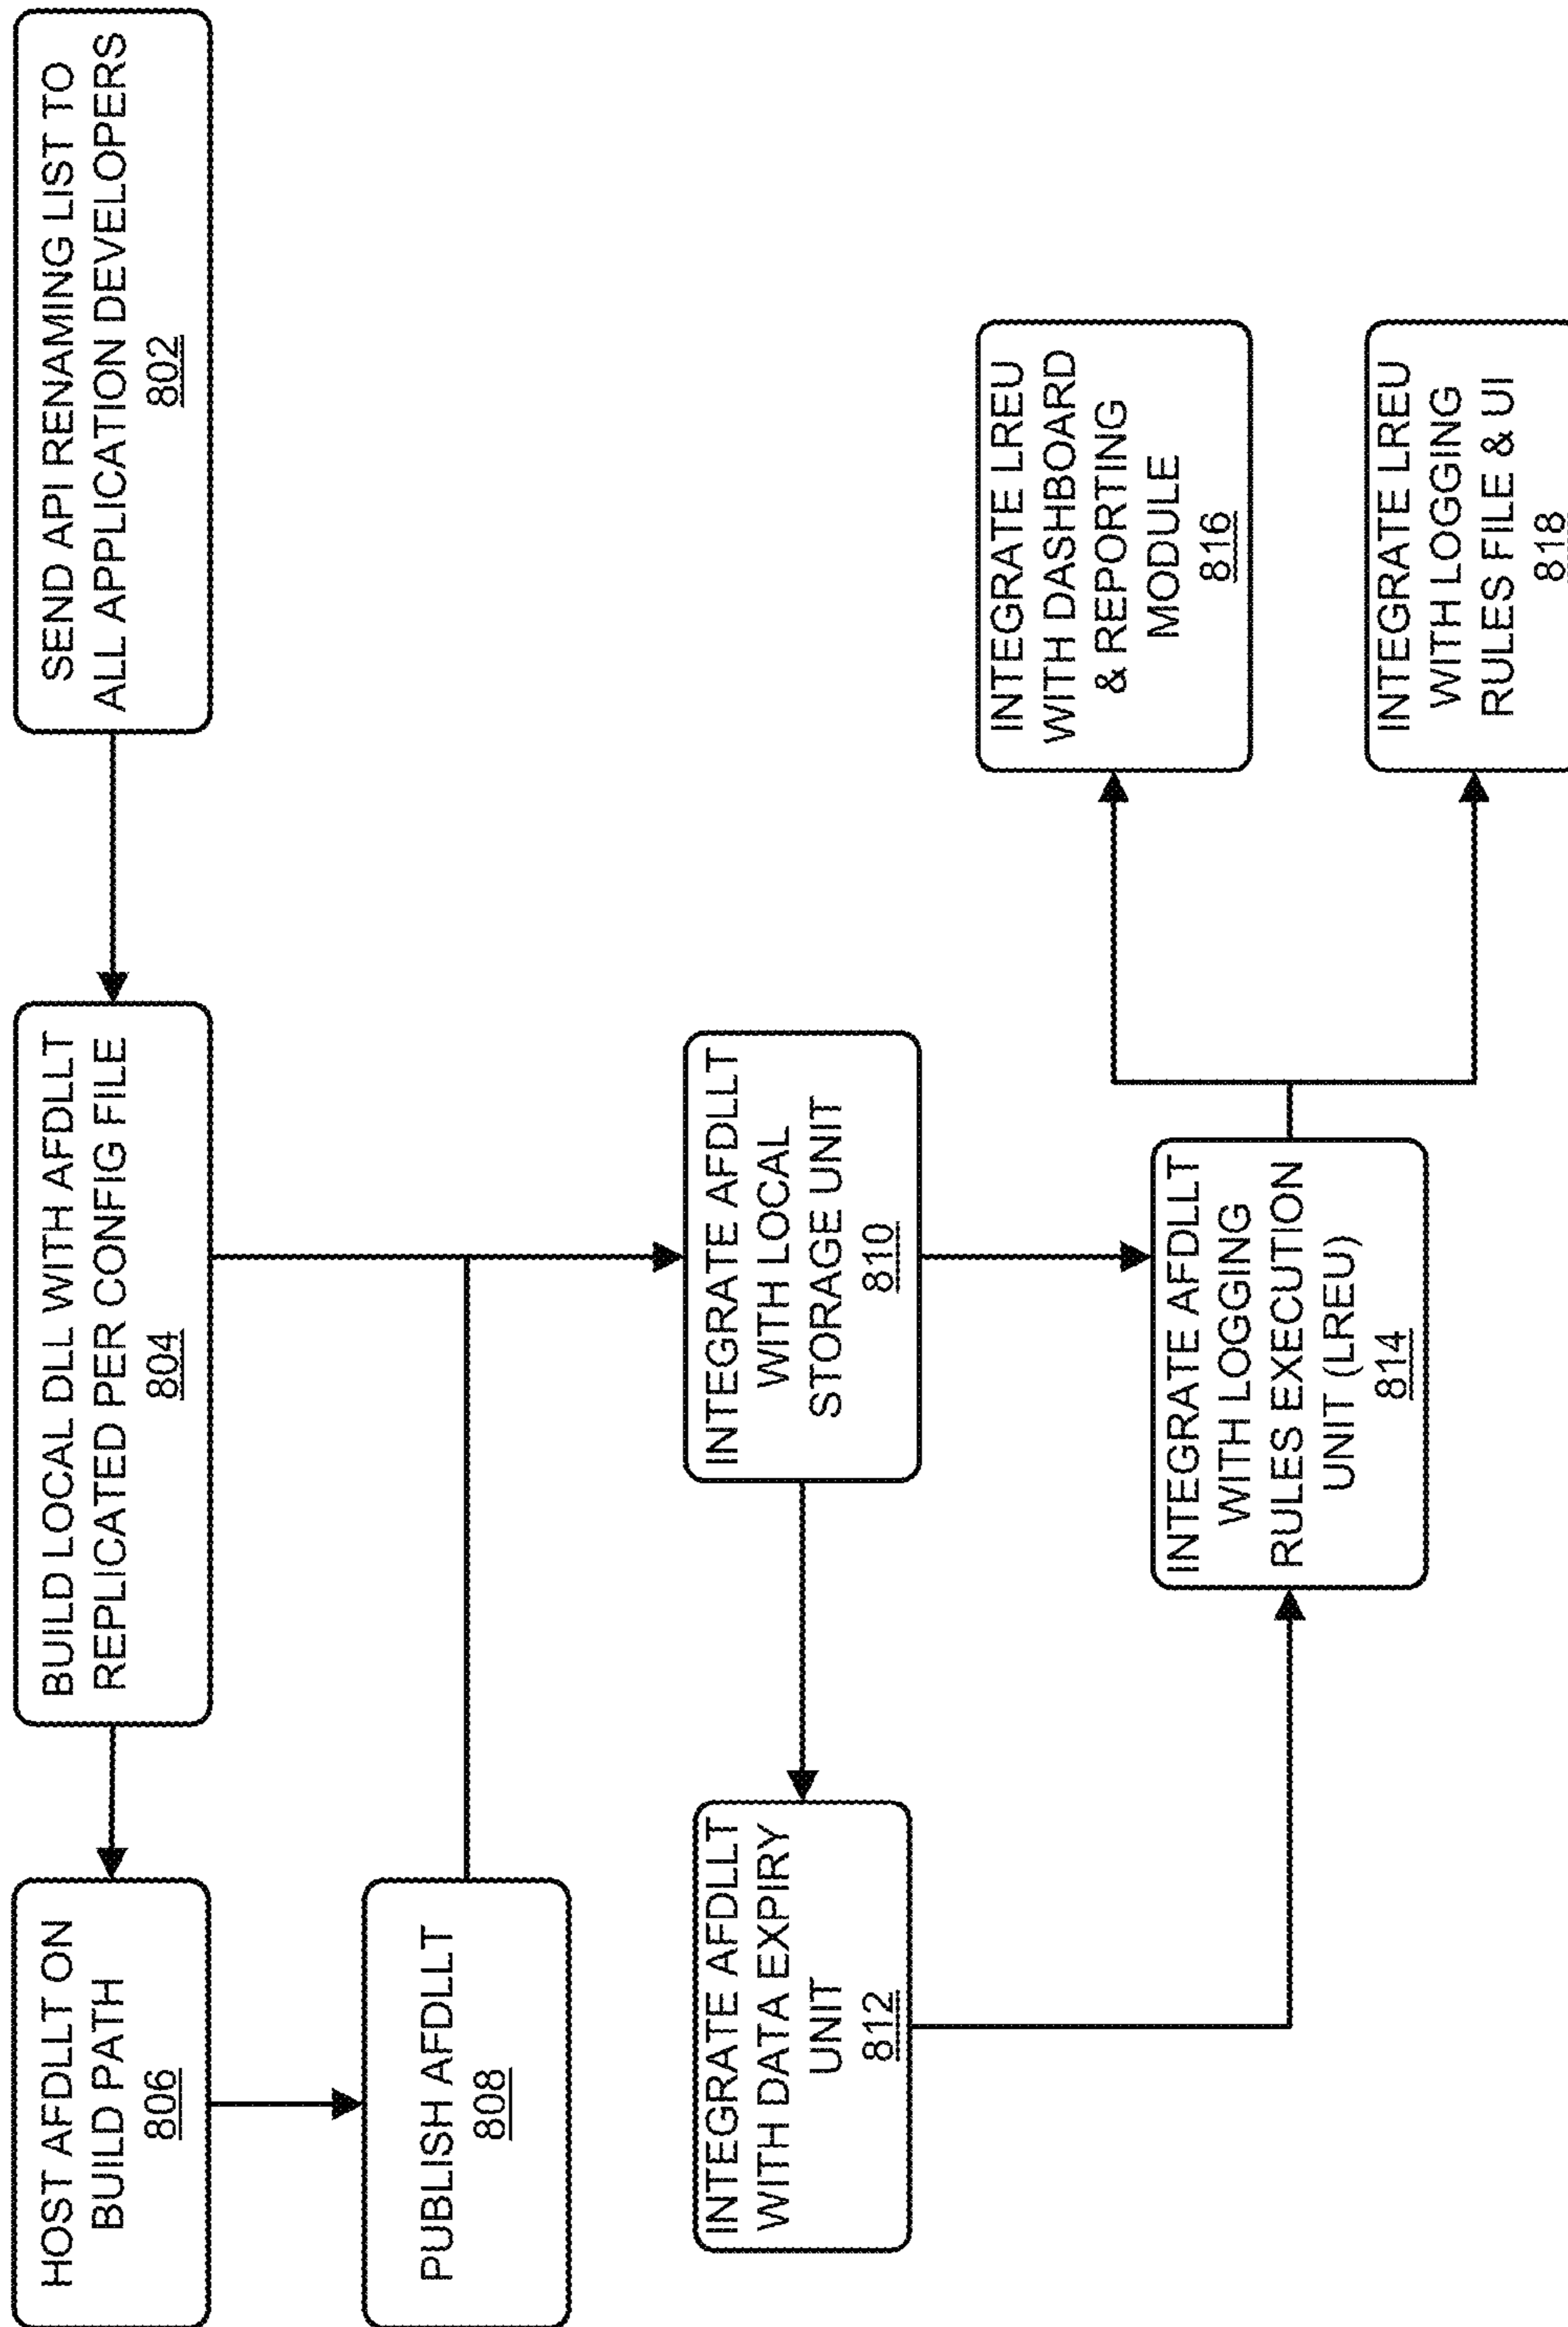 SEND API RENAMING LIST TO
ALL APPLICATION DEVELOPERS
802
BUILD LOCAL DLL WITH AFDLLT
REPLICATED PER CONFIG FILE
804
HOST AFDLLT ON
BUILD PATH
806
PUBLISH AFDLLT
808
INTEGRATE AFDLLT
WITH LOCAL
STORAGE UNIT
810
INTEGRATE AFDLLT
WITH DATA EXPIRY
UNIT
812
INTEGRATE AFDLLT
WITH LOGGING
RULES EXECUTION
UNIT (LREU)
814
INTEGRATE LREU
WITH DASHBOARD
& REPORTING
MODULE
816
INTEGRATE LREU
WITH LOGGING
RULES FILE & UI
818